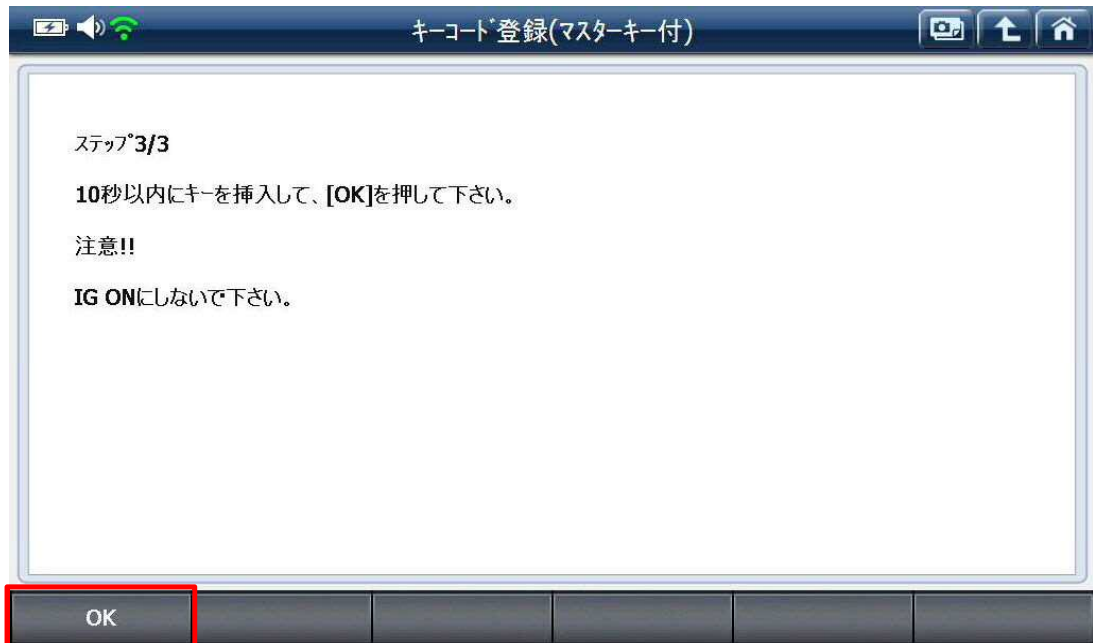 キーコード登録(マスターキー付)
ステップ3/3
10秒以内にキーを挿入して、[OK]を押して下さい。
注意!!
IG ONにしないで下さい。
OK